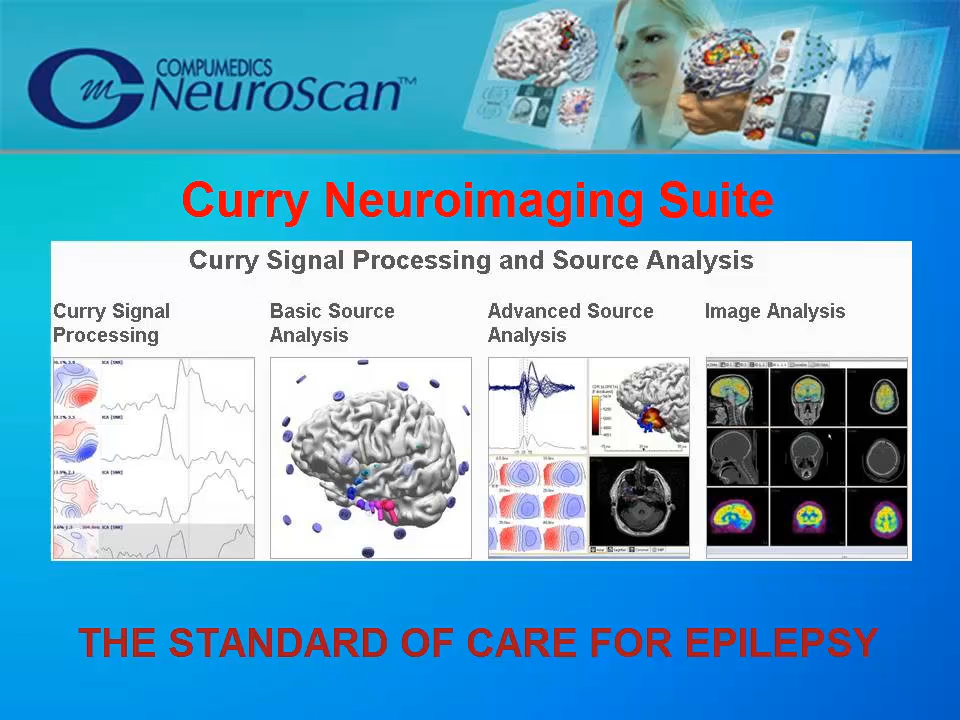 COMPUMEDICS
NeuroScan™
Curry Neuroimaging Suite
Curry Signal Processing and Source Analysis
Curry Signal
Processing
Basic Source
Analysis
Advanced Source
Analysis
Image Analysis
THE STANDARD OF CARE FOR EPILEPSY